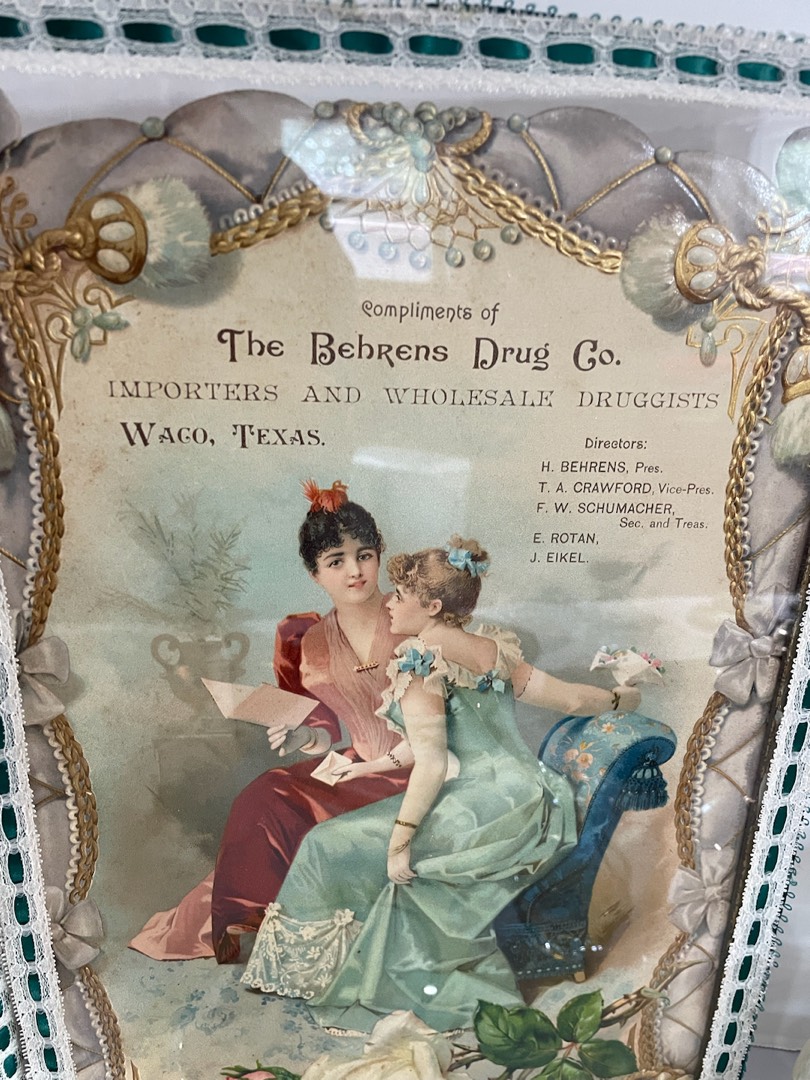 Compliments of
The Behrens Drug Co.
IMPORTERS AND WHOLESALE DRUGGISTS
WACO, TEXAS.
Directors:
H. BEHRENS, Pres.
T. A. CRAWFORD, Vice-Pres.
F. W. SCHUMACHER,
Sec. and Treas.
E. ROTAN,
J. EIKEL.